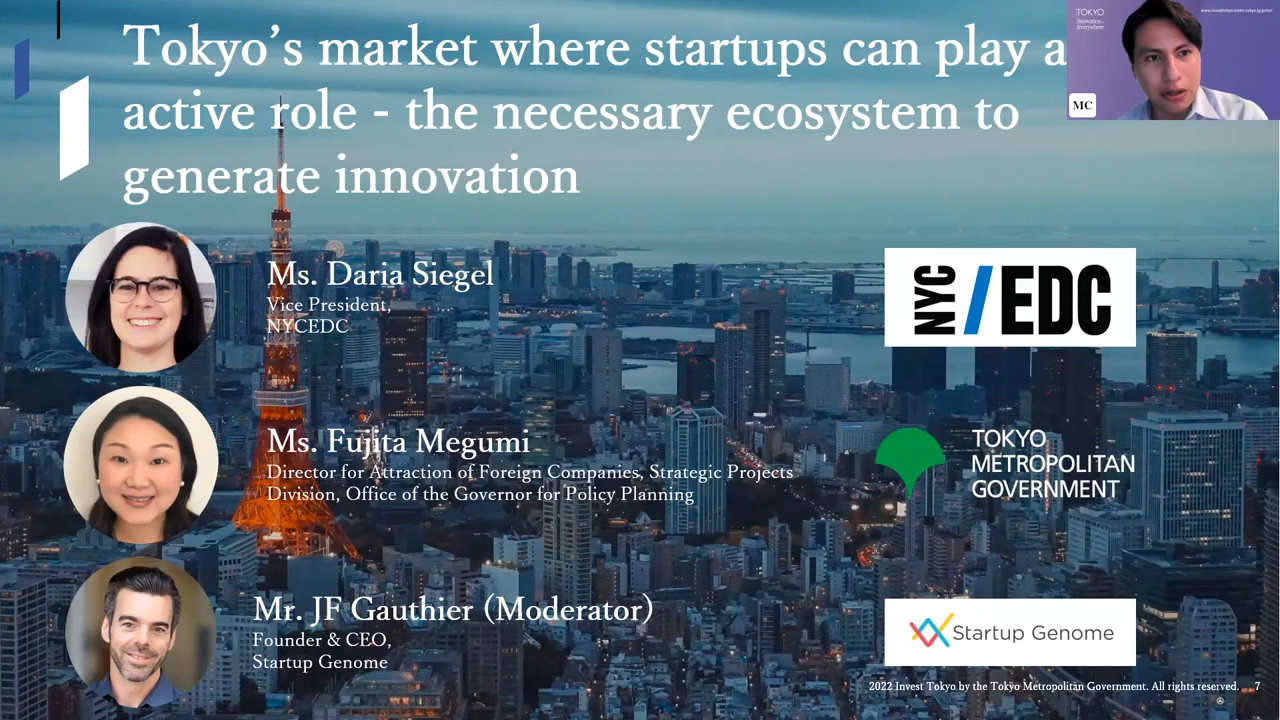 Tokyo's market where startups can play a
active role - the necessary ecosystem to
generate innovation
TOKYO
Innovation is
Everywhere
MC
Ms. Daria Siegel
Vice President,
NYCEDC
NYC/EDC
Ms. Fujita Megumi
Director for Attraction of Foreign Companies, Strategic Projects
Division, Office of the Governor for Policy Planning
TOKYO
METROPOLITAN
GOVERNMENT
Mr. JF Gauthier (Moderator)
Founder & CEO,
Startup Genome
Startup Genome
2022 Invest Tokyo by the Tokyo Metropolitan Government. All rights reserved. 7